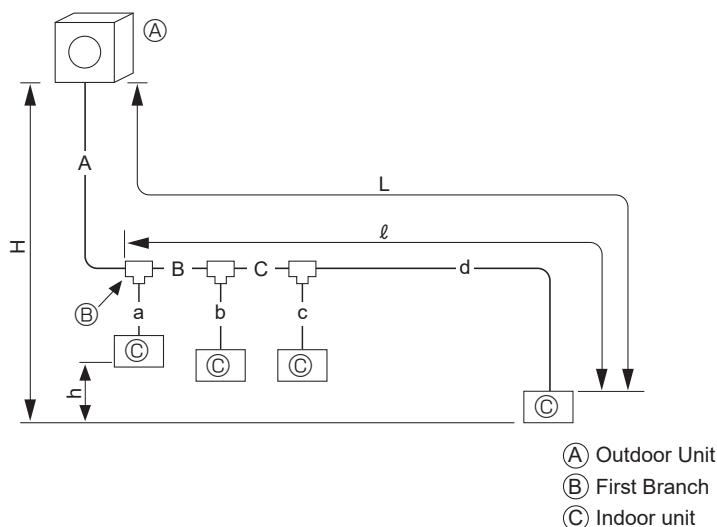 Ⓐ
A
L
H
ℓ
B C d
Ⓑ a b c
Ⓒ Ⓒ Ⓒ
h
Ⓒ
Ⓐ Outdoor Unit
Ⓑ First Branch
Ⓒ Indoor unit